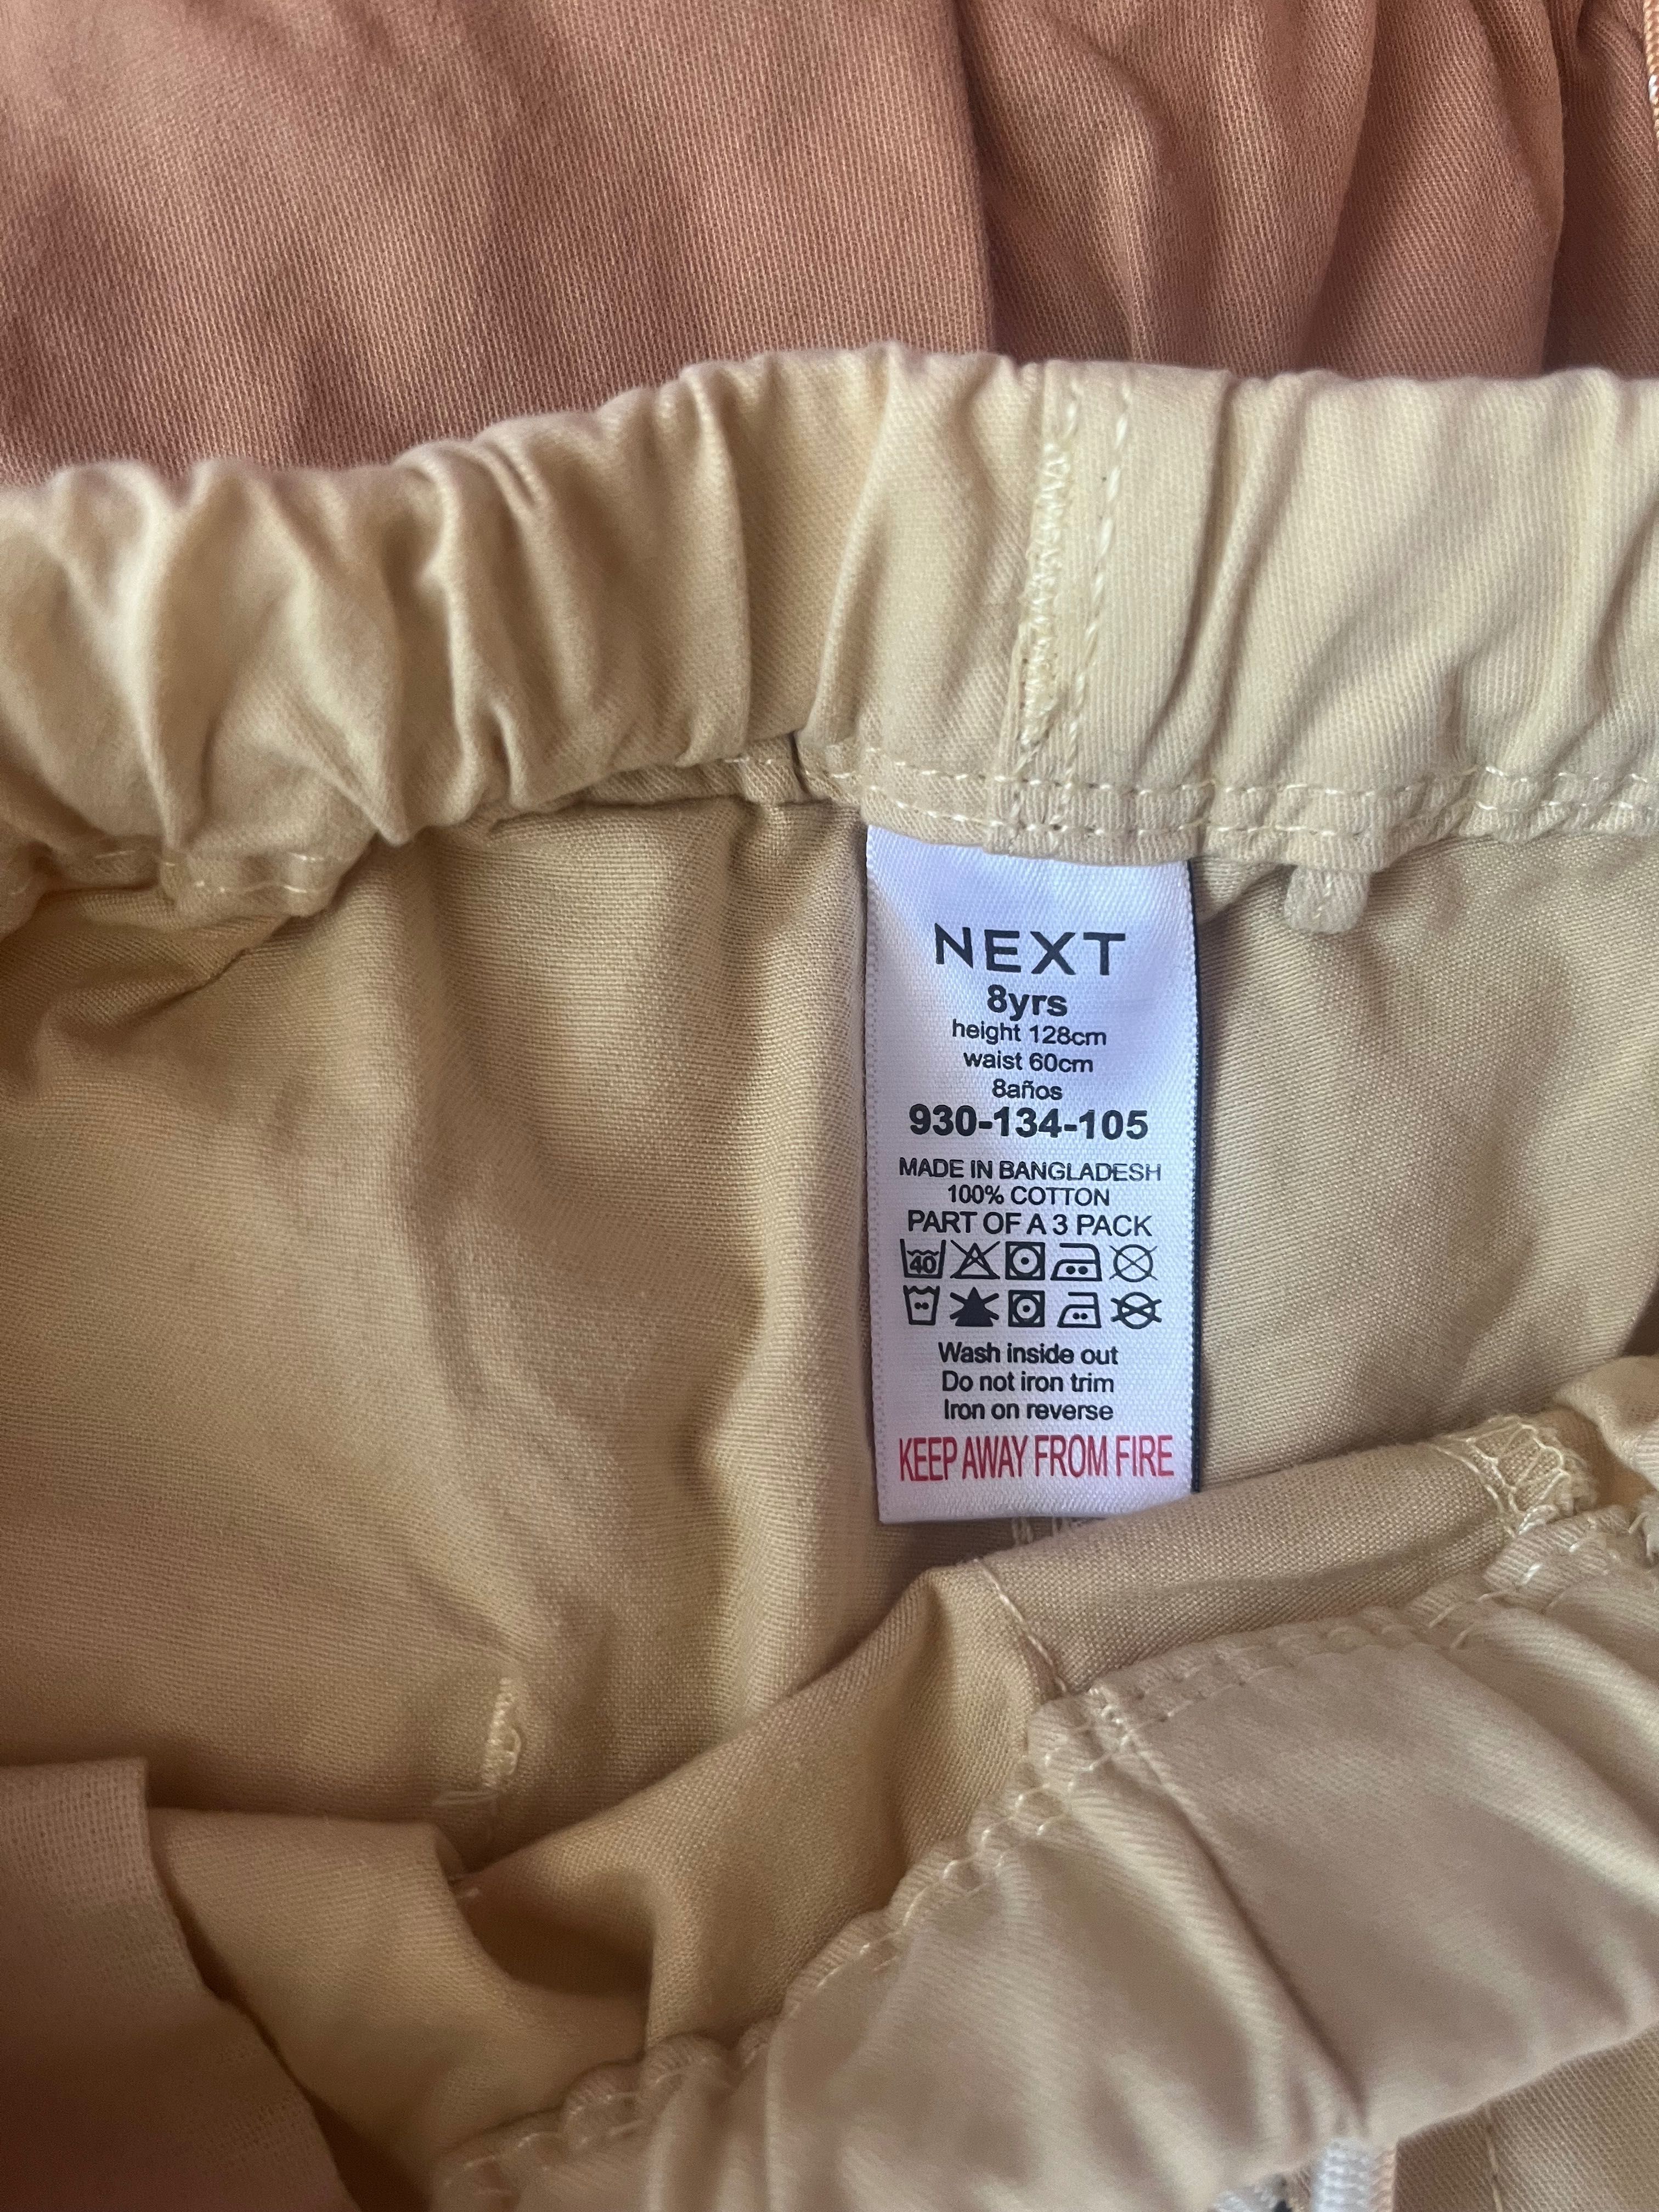 NEXT
8yrs
height 128cm
waist 60cm
8años
930-134-105
MADE IN BANGLADESH
100% COTTON
PART OF A 3 PACK
40
Wash inside out
Do not iron trim
Iron on reverse
KEEP AWAY FROM FIRE